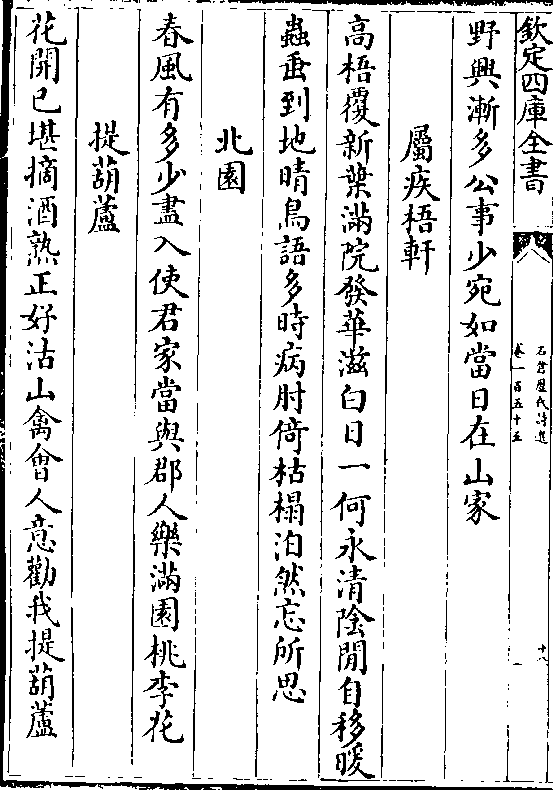 欽定四庫全書
石倉歷代詩選
卷一百五十五
十八
野興漸多公事少宛如當日在山家
屬疾梧軒
高梧覆新葉滿院發華滋白日一何永清陰閒自移暖
蟲垂到地晴鳥語多時病肘倚枯榻泊然忘所思
北園
春風有多少盡入使君家當與郡人樂滿園桃李花
提葫蘆
花開已堪摘酒熟正好沽山禽會人意勸我提葫蘆